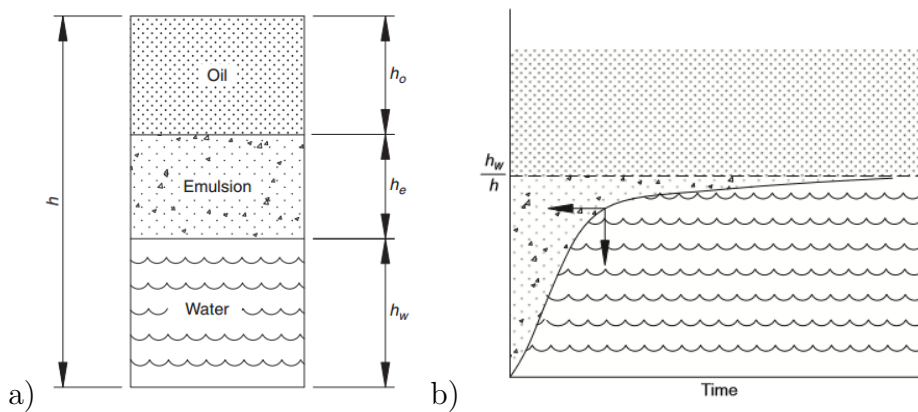 Oil
Emulsion
Water
h
h_o
h_e
h_w
a)
h_w
h
Time
b)